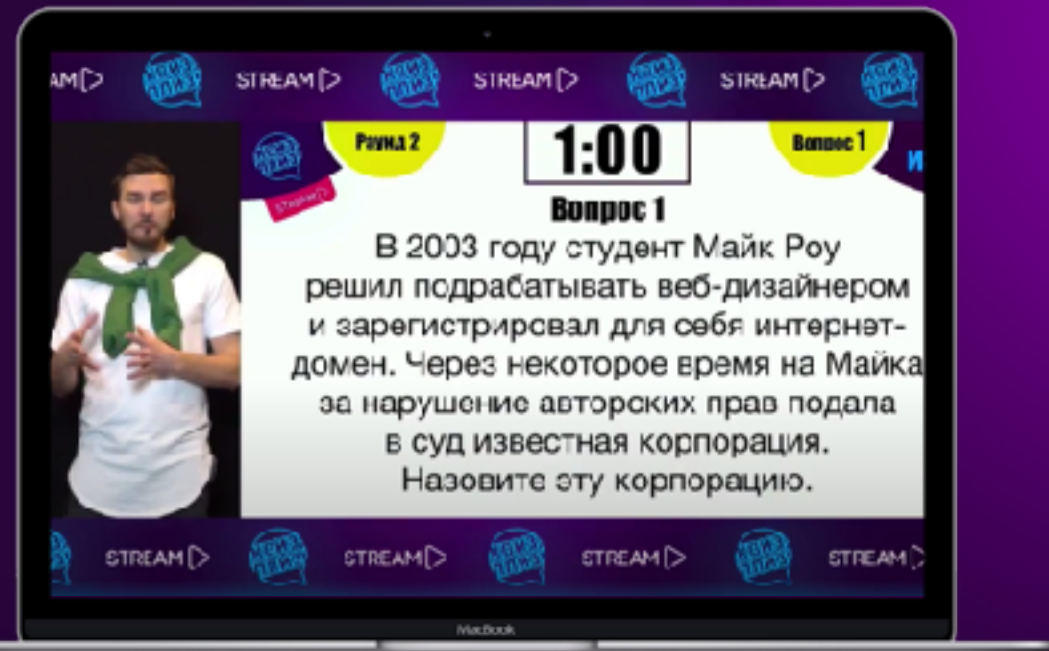 AM
STREAM
STREAM
STREAM
Раунд 2
1:00
Вопрос 1
И
Stream
Вопрос 1
В 2003 году студент Майк Роу
решил подрабатывать веб-дизайнером
и зарегистрировал для себя интернет-
домен. Через некоторое время на Майка
за нарушение авторских прав подала
в суд известная корпорация.
Назовите эту корпорацию.
STREAM
STREAM
STREAM
STREAM
MacBook